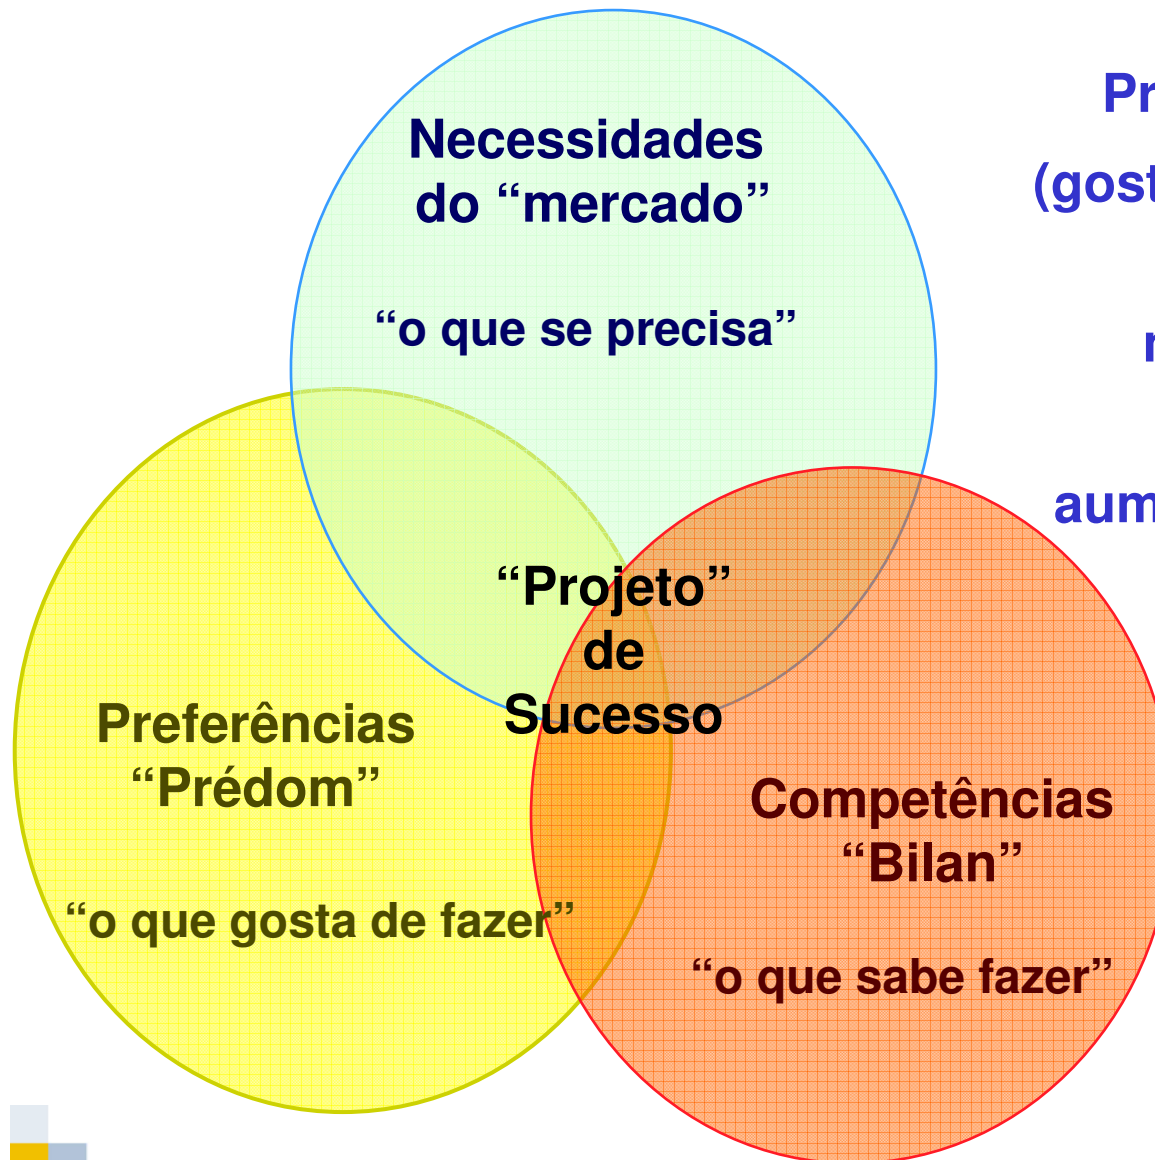 Necessidades
do “mercado”
“o que se precisa”
“Projeto”
de
Sucesso
Preferências
“Prédom”
“o que gosta de fazer”
Competências
“Bilan”
“o que sabe fazer”